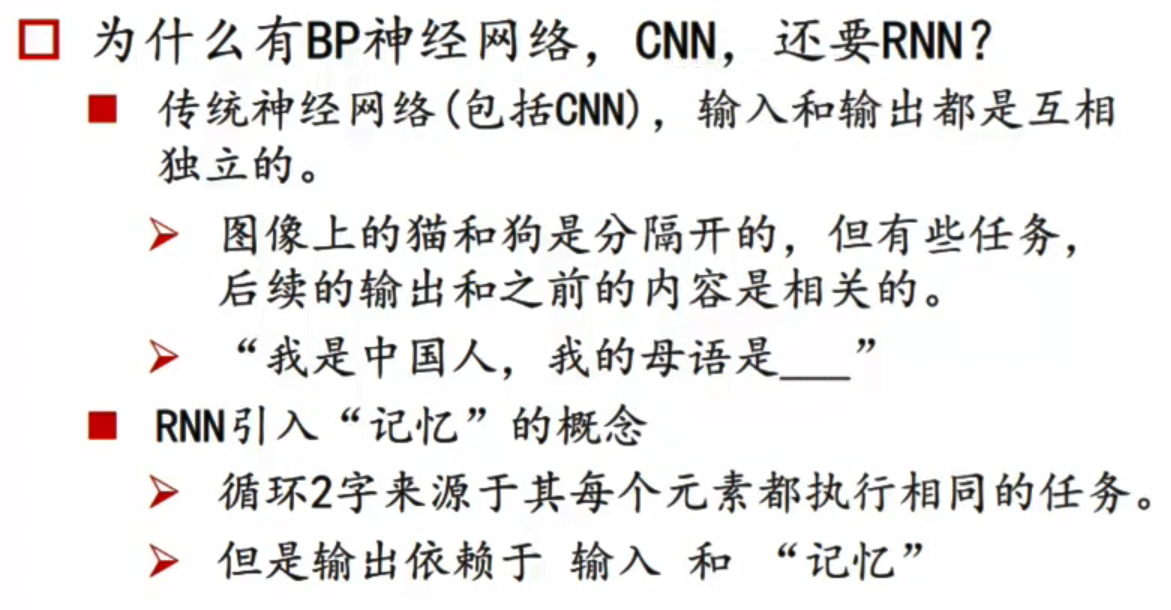 为什么有BP神经网络，CNN，还要RNN？
传统神经网络(包括CNN)，输入和输出都是互相
独立的。
图像上的猫和狗是分隔开的，但有些任务，
后续的输出和之前的内容是相关的。
“我是中国人，我的母语是___”
RNN引入“记忆”的概念
循环2字来源于其每个元素都执行相同的任务。
但是输出依赖于 输入 和 “记忆”